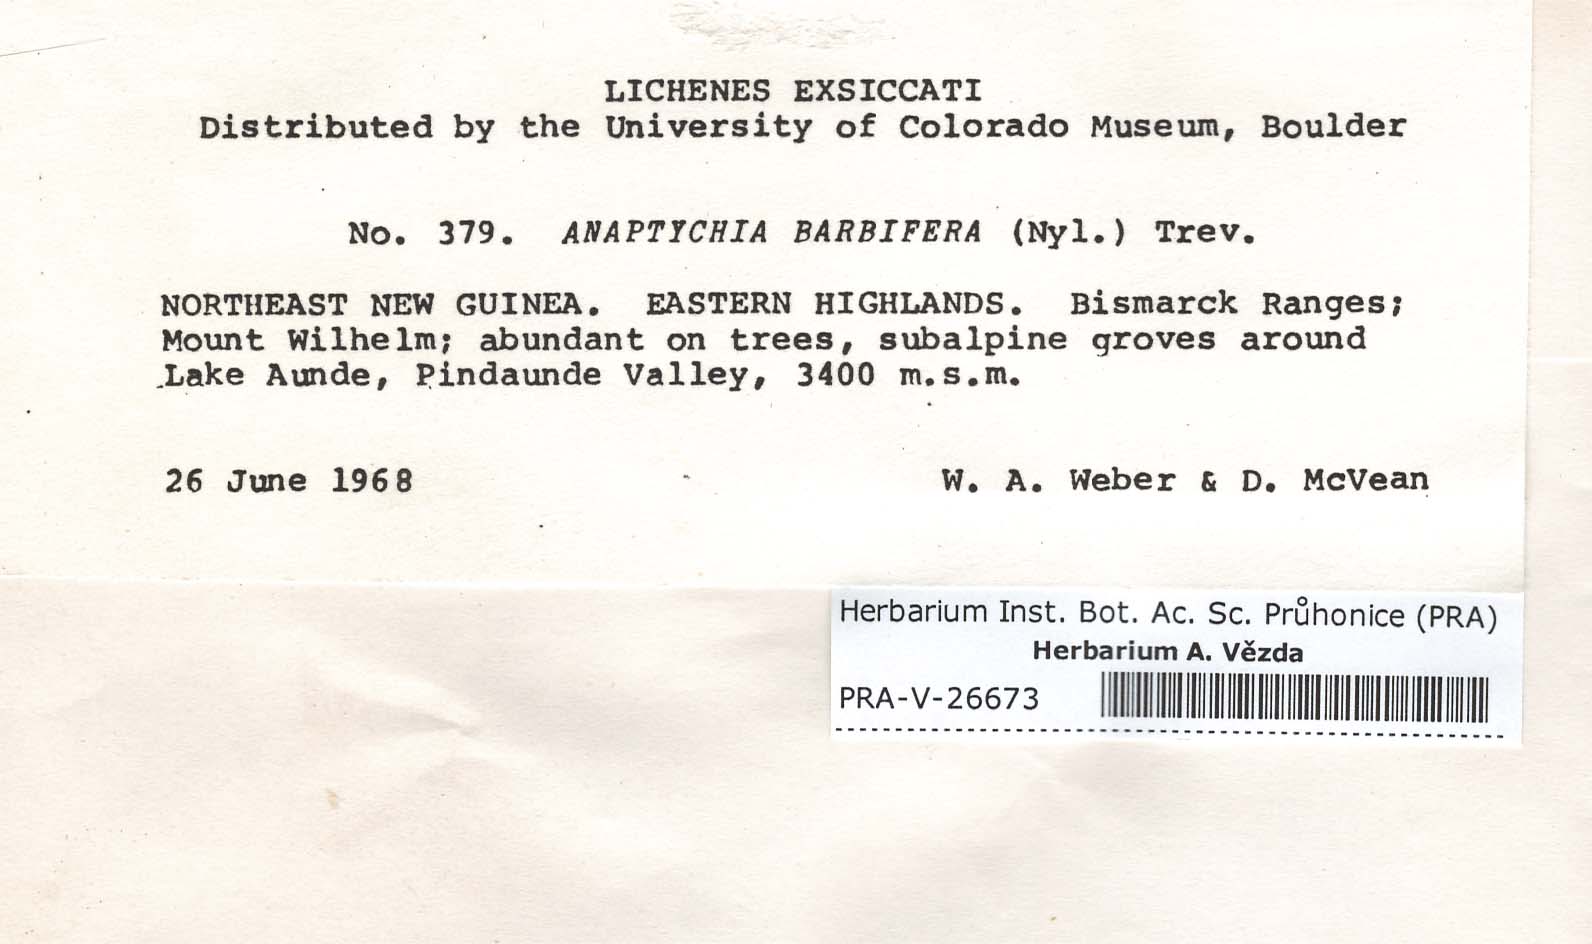 LICHENES EXSICCATI
Distributed by the University of Colorado Museum, Boulder
No. 379. ANAPTYCHIA BARBIFERA (Nyl.) Trev.
NORTHEAST NEW GUINEA. EASTERN HIGHLANDS. Bismarck Ranges;
Mount Wilhelm; abundant on trees, subalpine groves around
Lake Aunde, Pindaunde Valley, 3400 m.s.m.
26 June 1968 W. A. Weber & D. McVean
Herbarium Inst. Bot. Ac. Sc. Průhonice (PRA)
Herbarium A. Vězda
PRA-V-26673